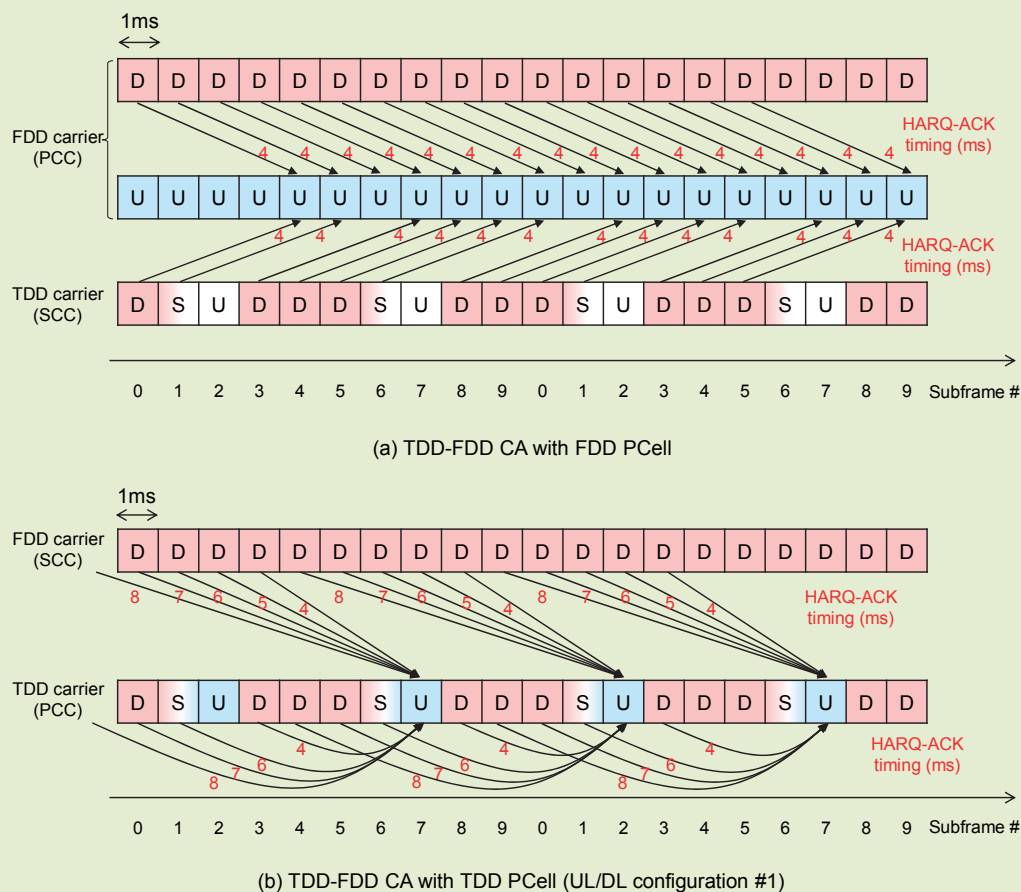 1ms
D D D D D D D D D D D D D D D D D D D D
HARQ-ACK
timing (ms)
FDD carrier
(PCC)
4 4 4 4 4 4 4 4 4 4 4 4 4 4 4 4
U U U U U U U U U U U U U U U U U U U U
4 4 4 4 4 4 4 4 4 4 4 4 4
HARQ-ACK
timing (ms)
TDD carrier
(SCC)
D S U D D D S U D D D S U D D D S U D D
0 1 2 3 4 5 6 7 8 9 0 1 2 3 4 5 6 7 8 9 Subframe #
(a) TDD-FDD CA with FDD PCell
1ms
FDD carrier
(SCC)
D D D D D D D D D D D D D D D D D D D D
8 7 6 5 4 8 7 6 5 4 8 7 6 5 4
HARQ-ACK
timing (ms)
TDD carrier
(PCC)
D S U D D D S U D D D S U D D D S U D D
8 7 6 4 8 7 6 4 8 7 6 4
HARQ-ACK
timing (ms)
0 1 2 3 4 5 6 7 8 9 0 1 2 3 4 5 6 7 8 9 Subframe #
(b) TDD-FDD CA with TDD PCell (UL/DL configuration #1)